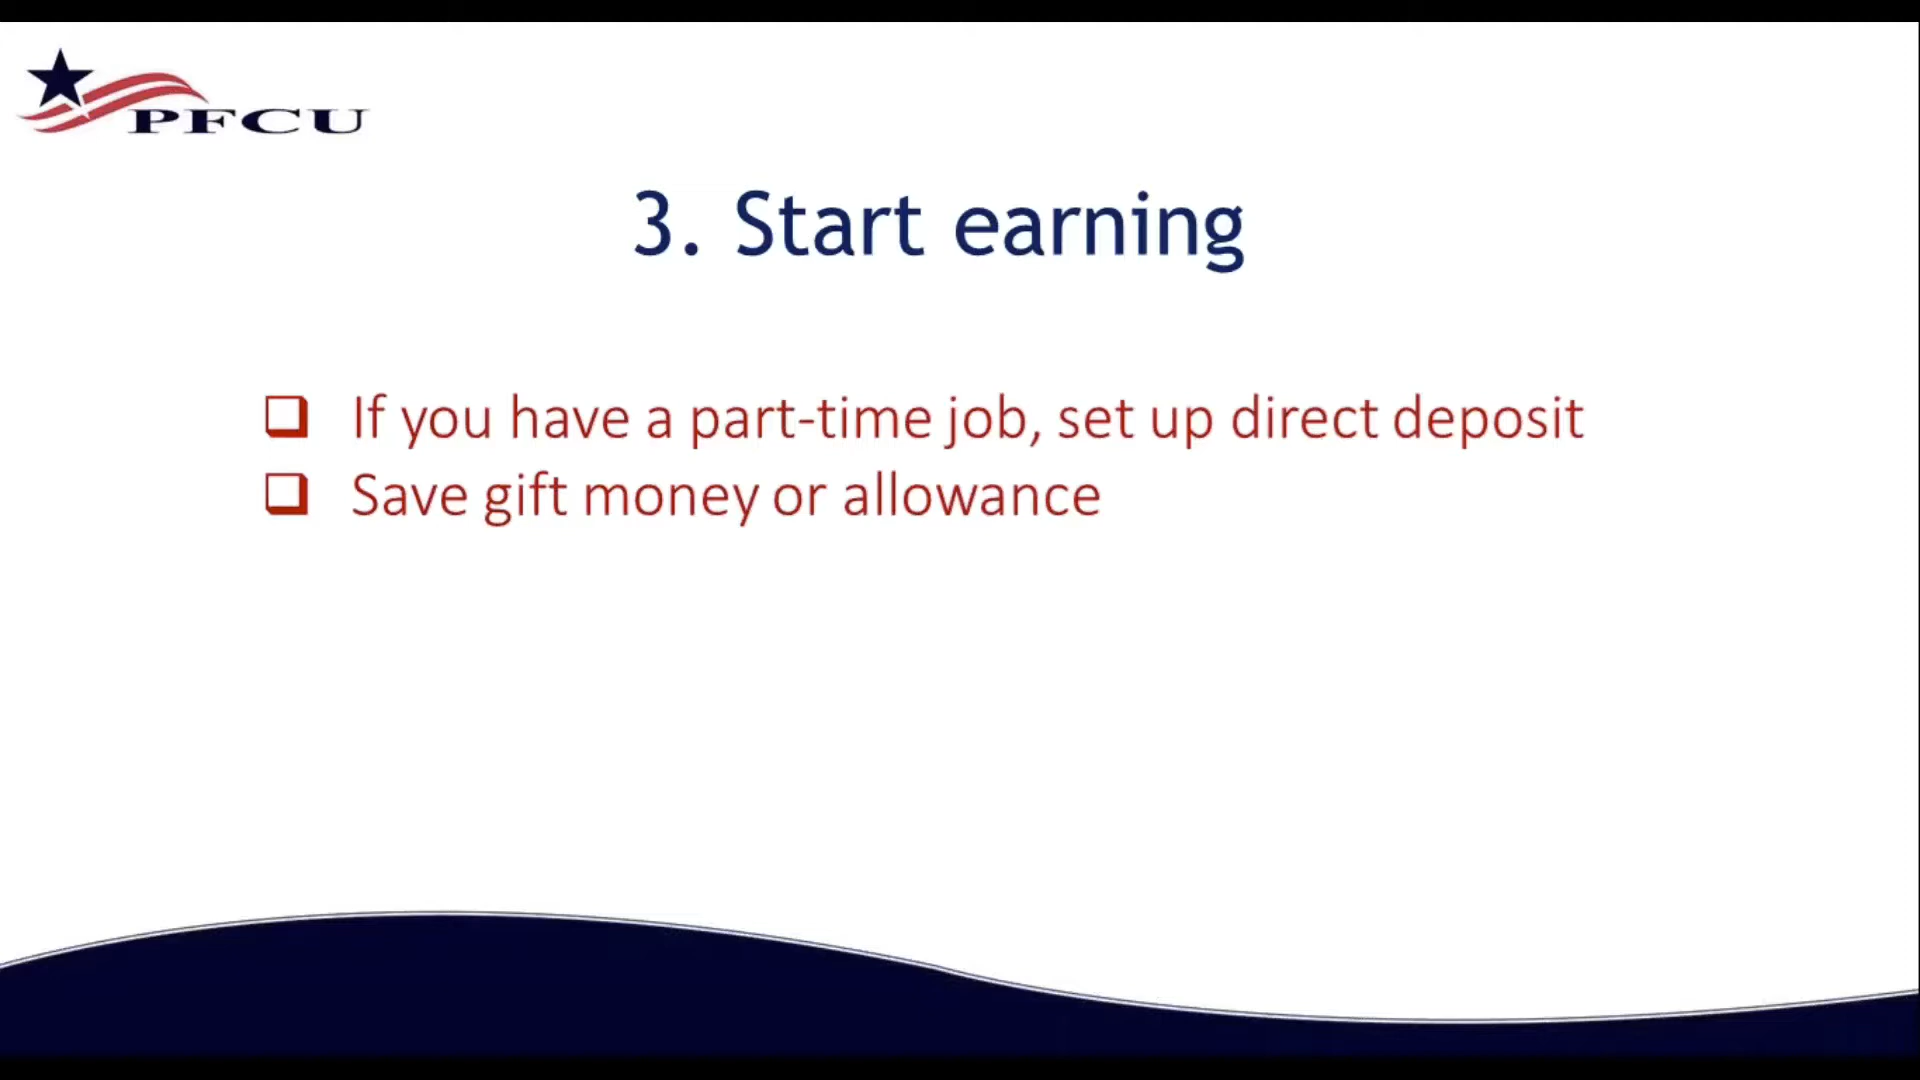 PFCU
3. Start earning
If you have a part-time job, set up direct deposit
Save gift money or allowance